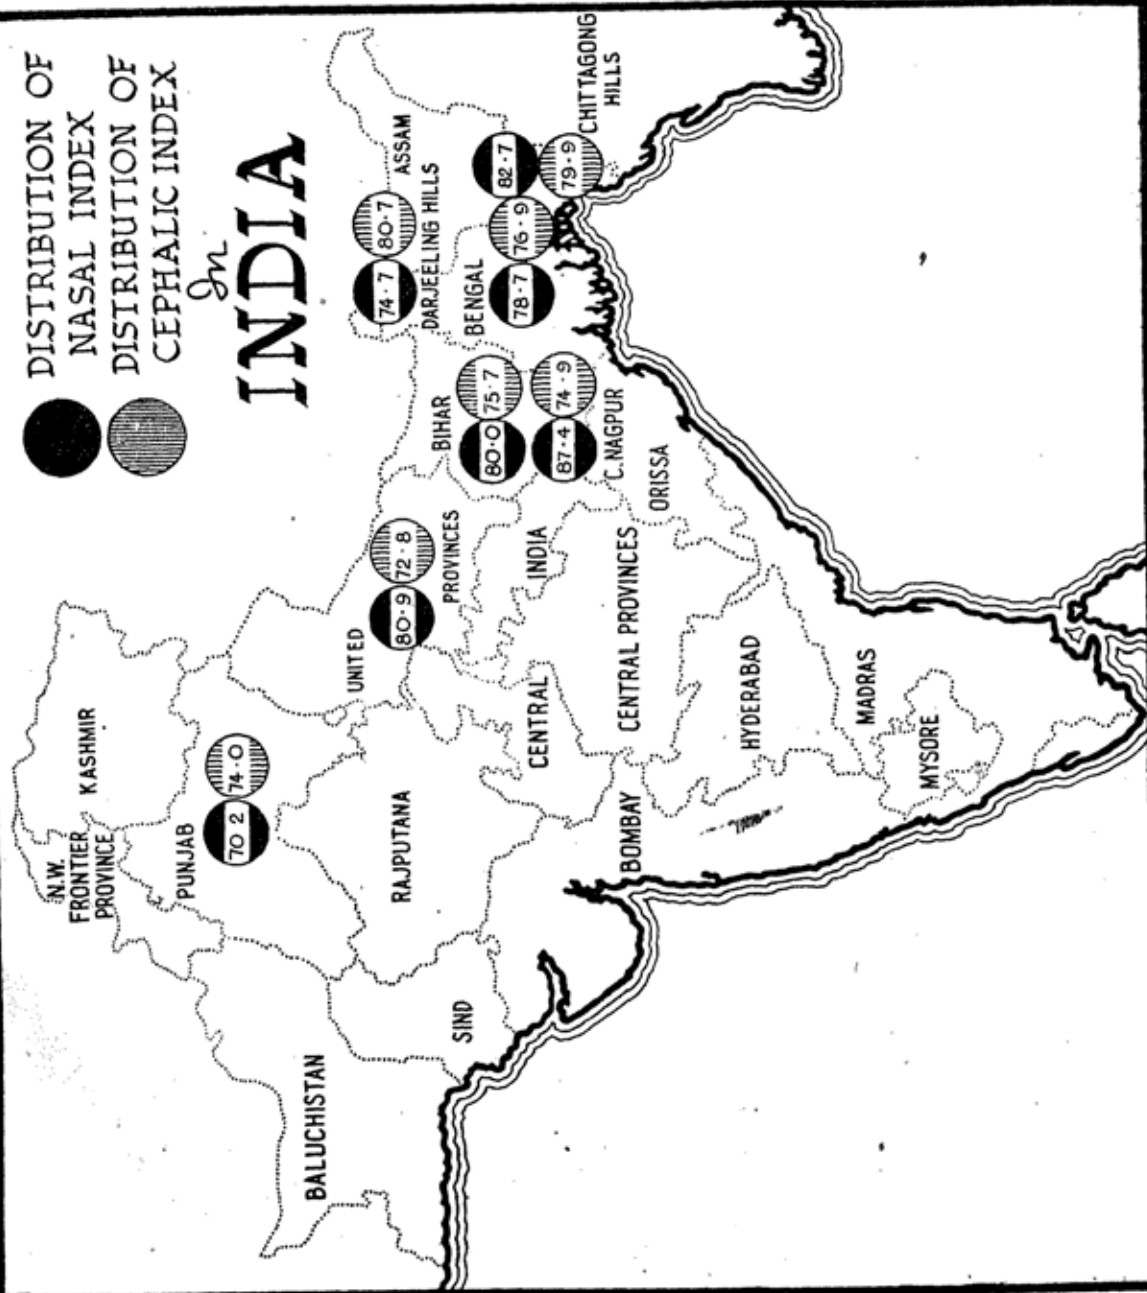 DISTRIBUTION OF
NASAL INDEX
DISTRIBUTION OF
CEPHALIC INDEX
In
INDIA
N.W.
FRONTIER
PROVINCE
KASHMIR
PUNJAB
70 2
74·0
BALUCHISTAN
SIND
RAJPUTANA
UNITED
PROVINCES
80·9
72·8
BIHAR
80·0
75·7
87·4
74·9
C.NAGPUR
ORISSA
74·7
80·7
DARJEELING HILLS
ASSAM
BENGAL
78·7
76·9
82·7
79·9
CHITTAGONG
HILLS
CENTRAL
INDIA
CENTRAL PROVINCES
BOMBAY
HYDERABAD
MADRAS
MYSORE